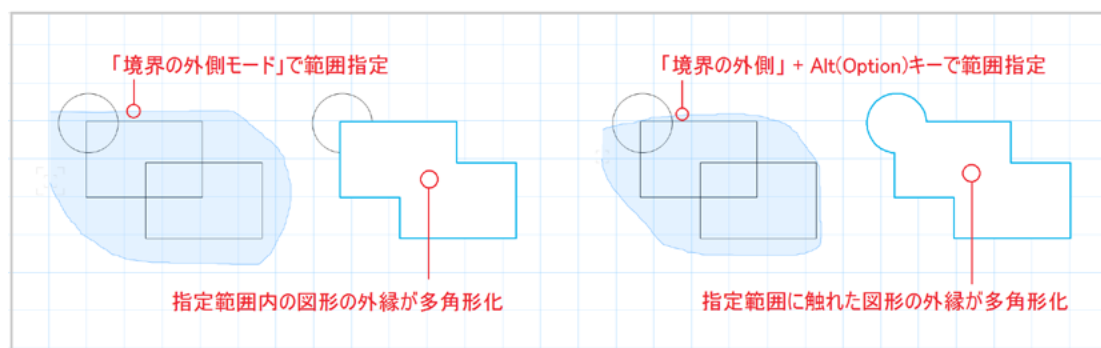 「境界の外側モード」で範囲指定
「境界の外側」+ Alt(Option)キーで範囲指定
指定範囲内の図形の外縁が多角形化
指定範囲に触れた図形の外縁が多角形化